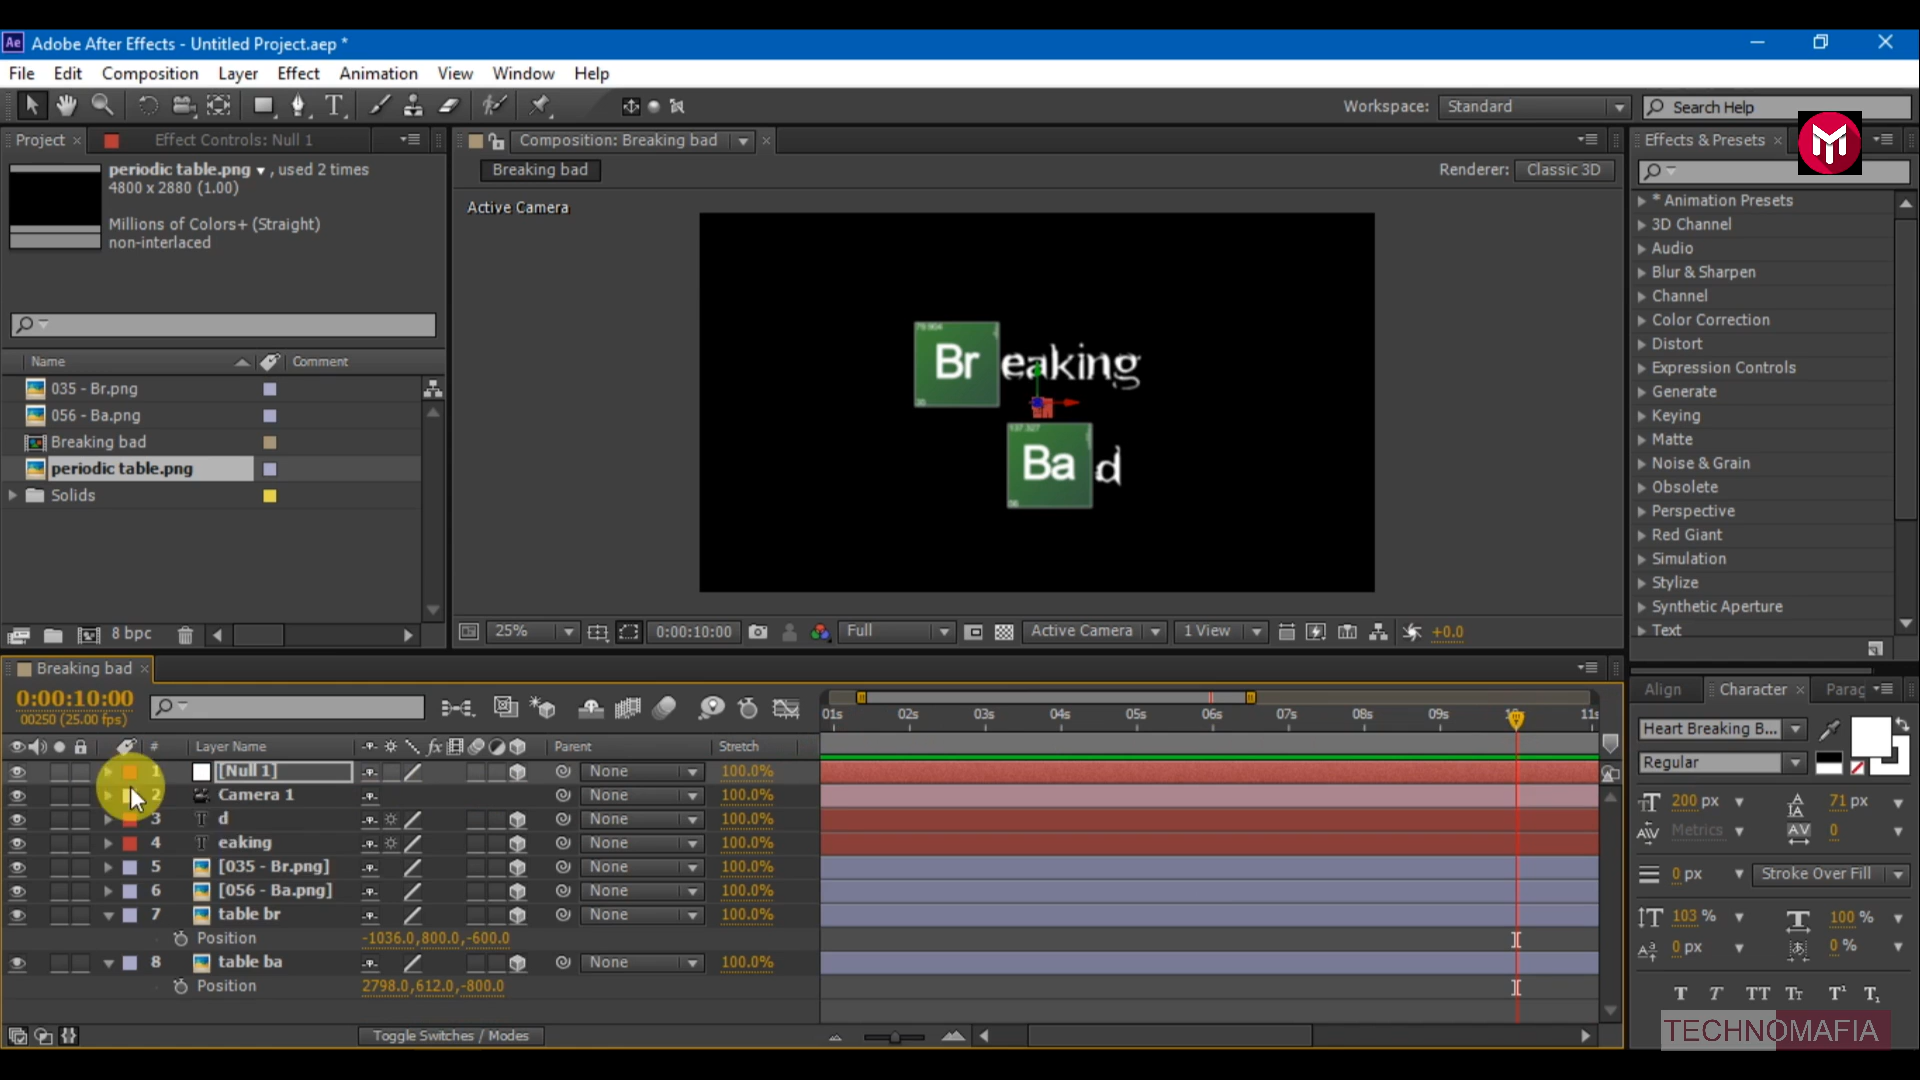 Ae Adobe After Effects - Untitled Project.aep *
File Edit Composition Layer Effect Animation View Window Help
Workspace: Standard Search Help
Project × Effect Controls: Null 1
periodic table.png ▼ , used 2 times
4800 x 2880 (1.00)
Millions of Colors+ (Straight)
non-interlaced
Name Comment
035 - Br.png
056 - Ba.png
Breaking bad
periodic table.png
Solids
8 bpc
Composition: Breaking bad ×
Breaking bad Renderer: Classic 3D
Active Camera
79.904
Br eaking
35
137.327
Ba d
56
25% 0:00:10:00 Full Active Camera 1 View +0.0
Effects & Presets ×
* Animation Presets
3D Channel
Audio
Blur & Sharpen
Channel
Color Correction
Distort
Expression Controls
Generate
Keying
Matte
Noise & Grain
Obsolete
Perspective
Red Giant
Simulation
Stylize
Synthetic Aperture
Text
Breaking bad ×
0:00:10:00
00250 (25.00 fps)
01s 02s 03s 04s 05s 06s 07s 08s 09s 11s
# Layer Name fx Parent Stretch
1 [Null 1] None 100.0%
2 Camera 1 None 100.0%
3 T d None 100.0%
4 T eaking None 100.0%
5 [035 - Br.png] None 100.0%
6 [056 - Ba.png] None 100.0%
7 table br None 100.0%
Position -1036.0,800.0,-600.0
8 table ba None 100.0%
Position 2798.0,612.0,-800.0
Toggle Switches / Modes
Align Character × Parag
Heart Breaking B...
Regular
200 px 71 px
Metrics 0
0 px Stroke Over Fill
103 % 100 %
0 px 0 %
T T TT Tt T¹ T₁
TECHNOMAFIA